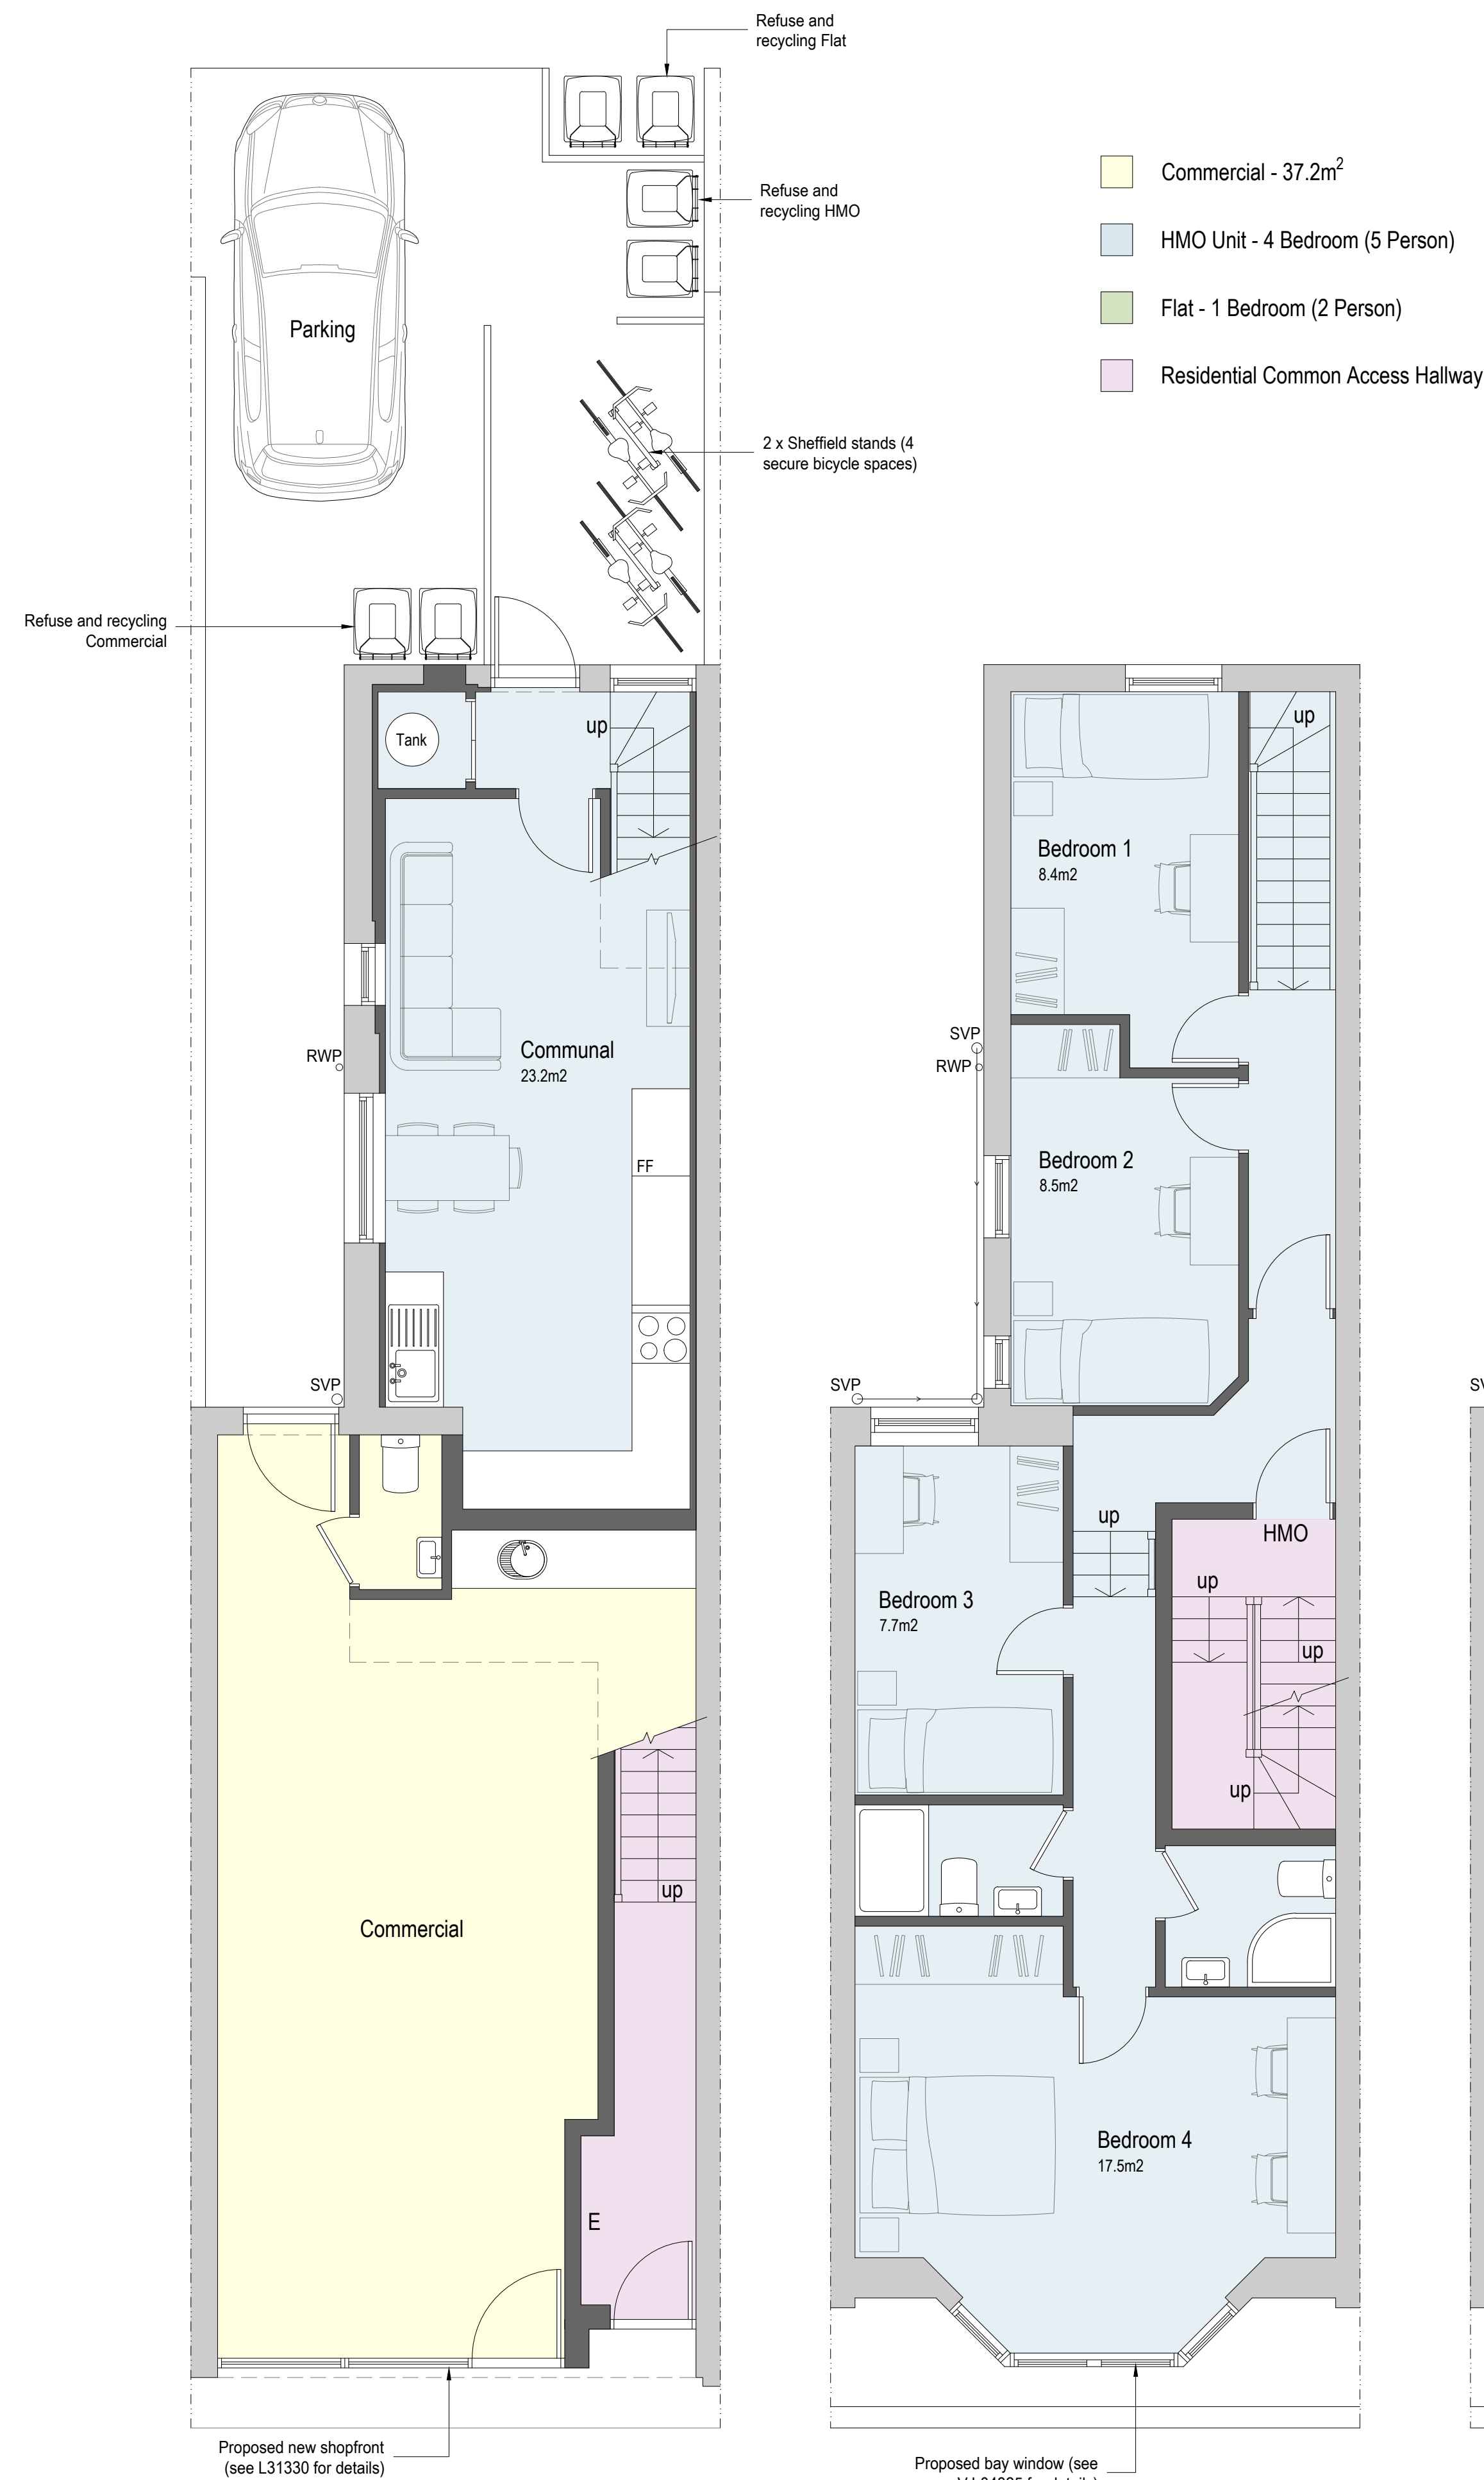 Refuse and
recycling Flat
Refuse and
recycling HMO
Commercial - 37.2m²
HMO Unit - 4 Bedroom (5 Person)
Flat - 1 Bedroom (2 Person)
Residential Common Access Hallway
Parking
2 x Sheffield stands (4
secure bicycle spaces)
Refuse and recycling
Commercial
Tank
up
Communal
23.2m2
RWP
FF
SVP
Commercial
up
E
Proposed new shopfront
(see L31330 for details)
up
Bedroom 1
8.4m2
SVP
RWP
Bedroom 2
8.5m2
SVP
up
HMO
up
up
up
Bedroom 3
7.7m2
Bedroom 4
17.5m2
Proposed bay window (see